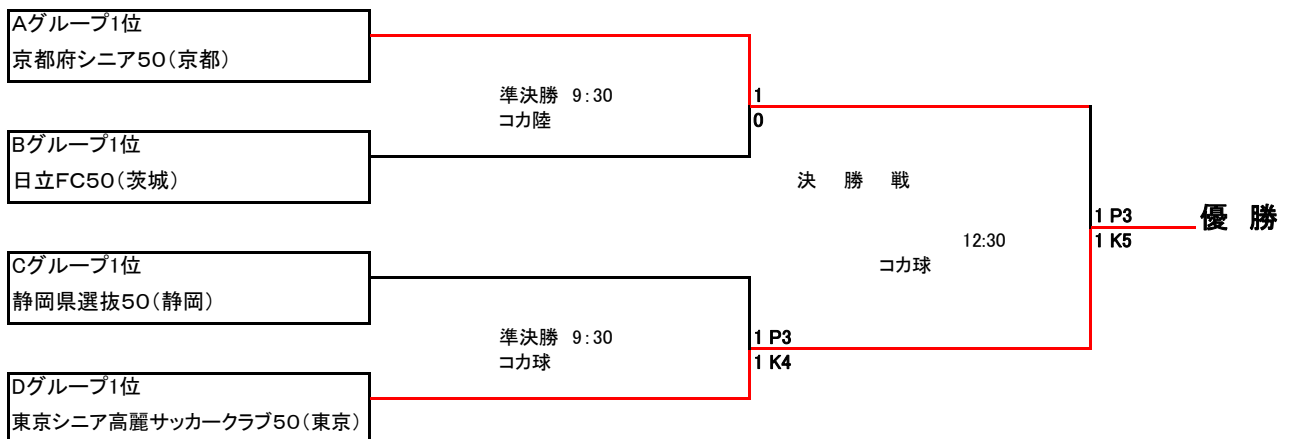 Aグループ1位
京都府シニア50(京都)
準決勝 9:30
コカ陸
1
0
Bグループ1位
日立FC50(茨城)
決 勝 戦
12:30
コカ球
1 P3
1 K5
優 勝
Cグループ1位
静岡県選抜50(静岡)
準決勝 9:30
コカ球
1 P3
1 K4
Dグループ1位
東京シニア高麗サッカークラブ50(東京)